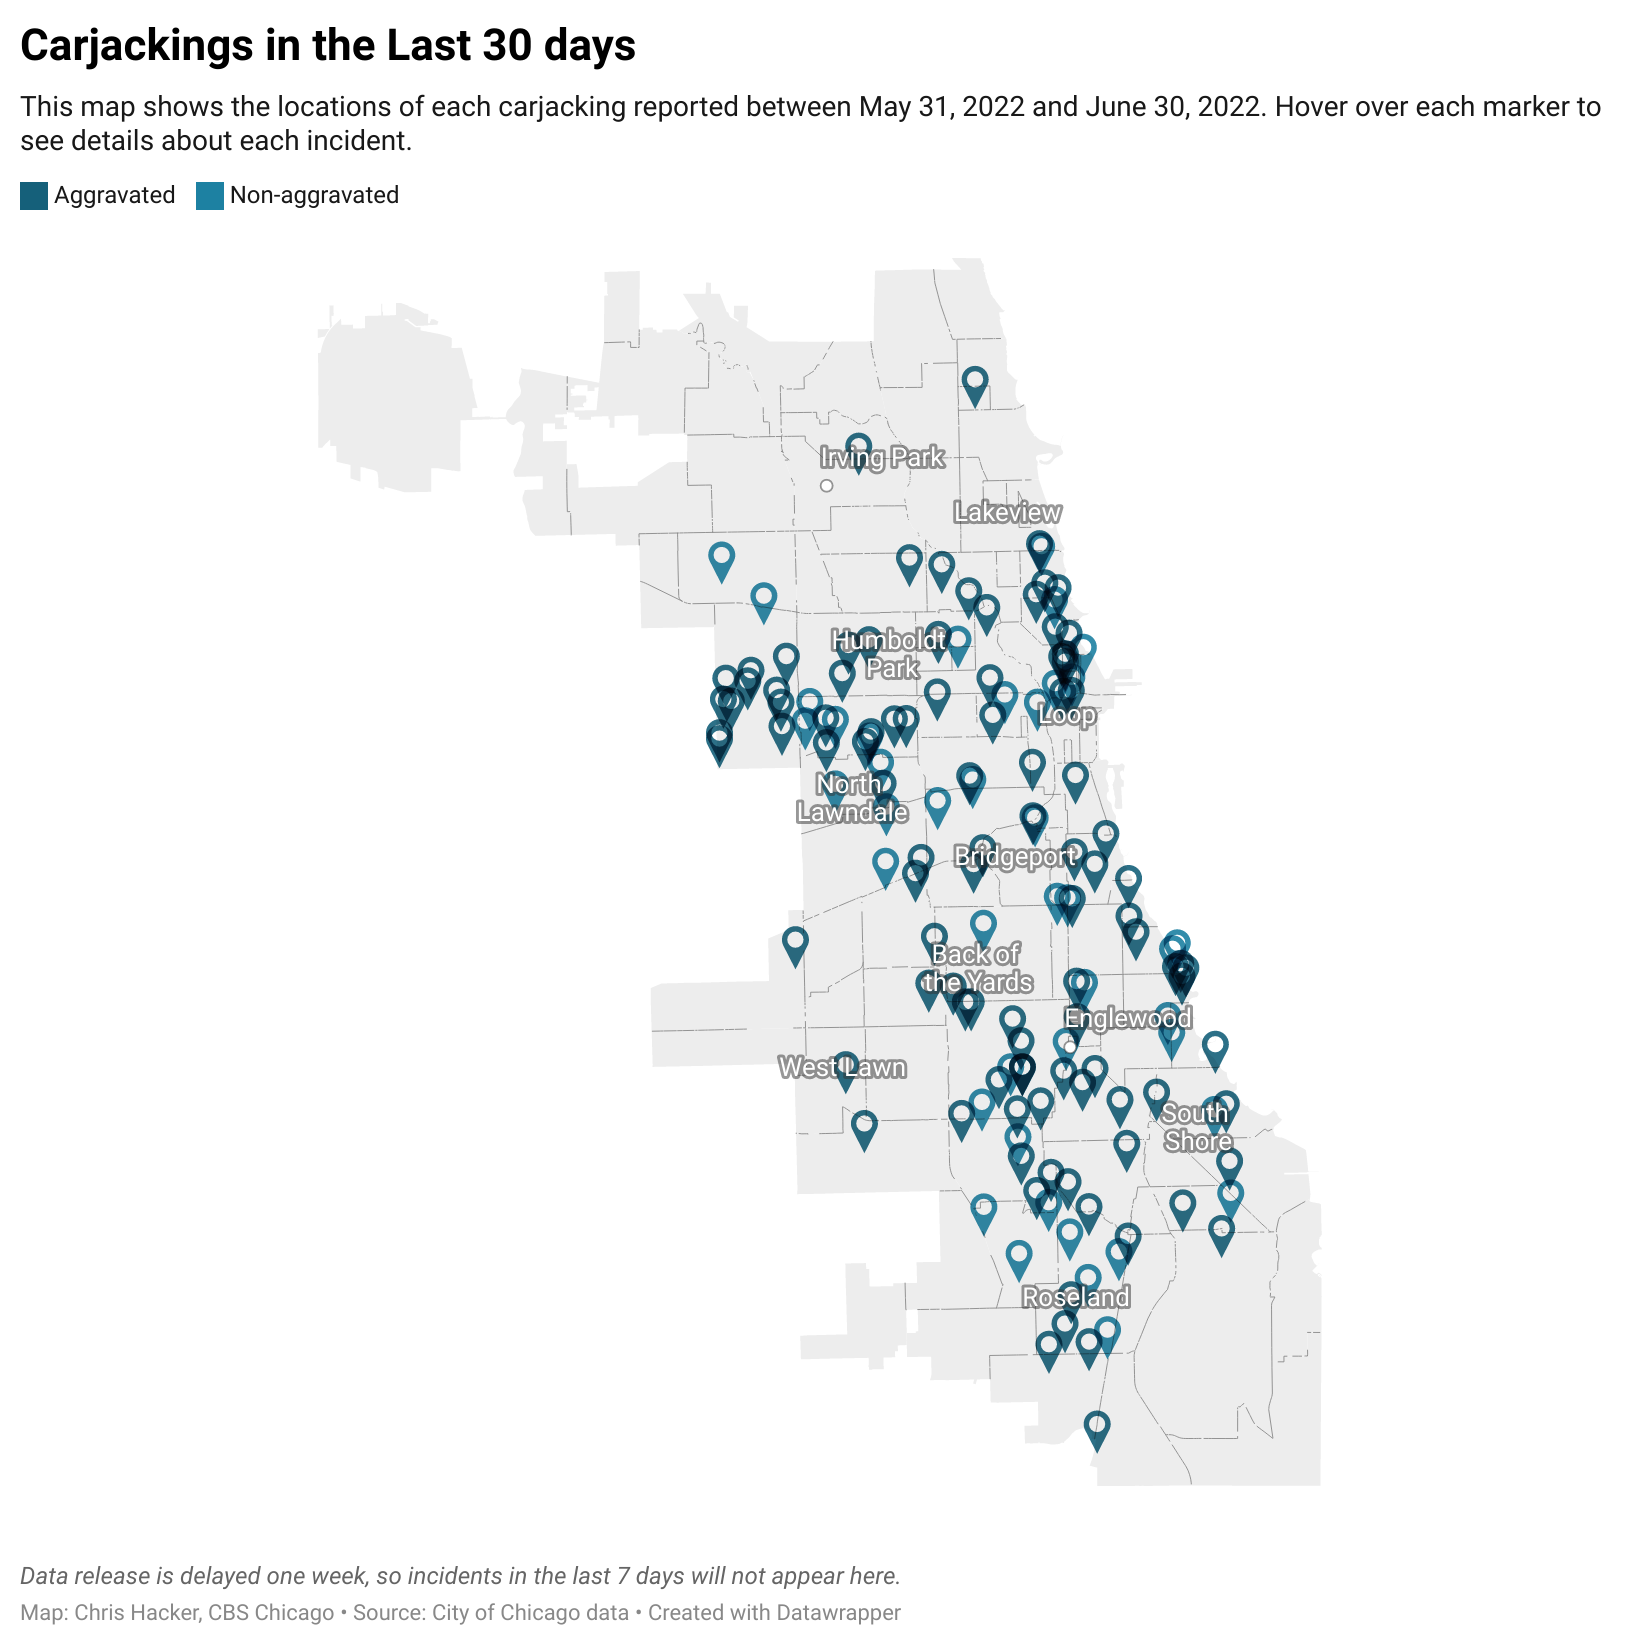 Carjackings in the Last 30 days
This map shows the locations of each carjacking reported between May 31, 2022 and June 30, 2022. Hover over each marker to
see details about each incident.
Aggravated Non-aggravated
Irving Park
Lakeview
Humboldt
Park
Loop
North
Lawndale
Bridgeport
Back of
the Yards
Englewood
West Lawn
South
Shore
Roseland
Data release is delayed one week, so incidents in the last 7 days will not appear here.
Map: Chris Hacker, CBS Chicago • Source: City of Chicago data • Created with Datawrapper